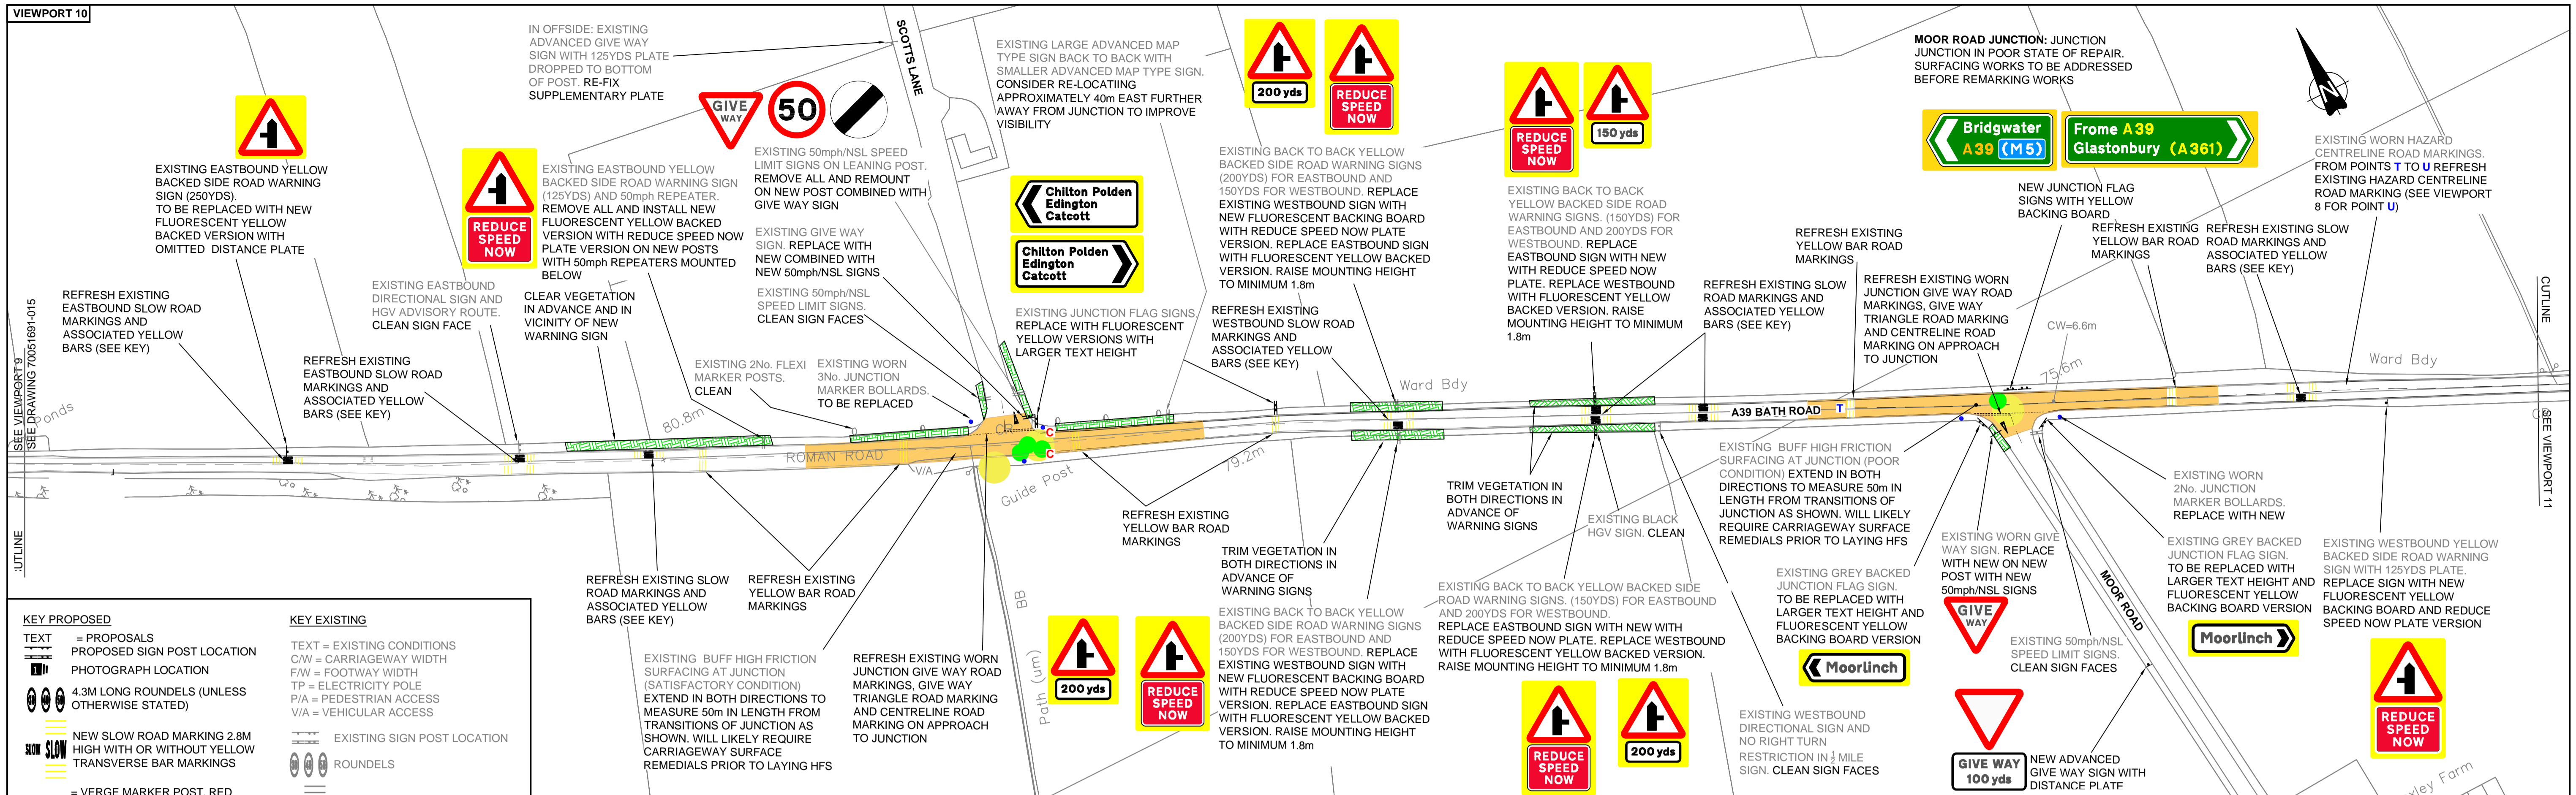 VIEWPORT 10
IN OFFSIDE: EXISTING
ADVANCED GIVE WAY
SIGN WITH 125YDS PLATE
DROPPED TO BOTTOM
OF POST. RE-FIX
SUPPLEMENTARY PLATE
SCOTTS LANE
EXISTING LARGE ADVANCED MAP
TYPE SIGN BACK TO BACK WITH
SMALLER ADVANCED MAP TYPE SIGN.
CONSIDER RE-LOCATING
APPROXIMATELY 40m EAST FURTHER
AWAY FROM JUNCTION TO IMPROVE
VISIBILITY
200 yds
REDUCE
SPEED
NOW
REDUCE
SPEED
NOW
150 yds
MOOR ROAD JUNCTION: JUNCTION
JUNCTION IN POOR STATE OF REPAIR.
SURFACING WORKS TO BE ADDRESSED
BEFORE REMARKING WORKS
Bridgwater
A39 (M5)
Frome A39
Glastonbury (A361)
N
EXISTING WORN HAZARD
CENTRELINE ROAD MARKINGS.
FROM POINTS T TO U REFRESH
EXISTING HAZARD CENTRELINE
ROAD MARKING (SEE VIEWPORT
8 FOR POINT U)
GIVE
WAY
50
EXISTING EASTBOUND YELLOW
BACKED SIDE ROAD WARNING
SIGN (250YDS).
TO BE REPLACED WITH NEW
FLUORESCENT YELLOW
BACKED VERSION WITH
OMITTED DISTANCE PLATE
REDUCE
SPEED
NOW
EXISTING EASTBOUND YELLOW
BACKED SIDE ROAD WARNING SIGN
(125YDS) AND 50mph REPEATER.
REMOVE ALL AND INSTALL NEW
FLUORESCENT YELLOW BACKED
VERSION WITH REDUCE SPEED NOW
PLATE VERSION ON NEW POSTS
WITH 50mph REPEATERS MOUNTED
BELOW
EXISTING 50mph/NSL SPEED
LIMIT SIGNS ON LEANING POST.
REMOVE ALL AND REMOUNT
ON NEW POST COMBINED WITH
GIVE WAY SIGN
EXISTING GIVE WAY
SIGN. REPLACE WITH
NEW COMBINED WITH
NEW 50mph/NSL SIGNS
EXISTING 50mph/NSL
SPEED LIMIT SIGNS.
CLEAN SIGN FACES
Chilton Polden
Edington
Catcott
Chilton Polden
Edington
Catcott
EXISTING JUNCTION FLAG SIGNS.
REPLACE WITH FLUORESCENT
YELLOW VERSIONS WITH
LARGER TEXT HEIGHT
EXISTING BACK TO BACK YELLOW
BACKED SIDE ROAD WARNING SIGNS
(200YDS) FOR EASTBOUND AND
150YDS FOR WESTBOUND. REPLACE
EXISTING WESTBOUND SIGN WITH
NEW FLUORESCENT BACKING BOARD
WITH REDUCE SPEED NOW PLATE
VERSION. REPLACE EASTBOUND SIGN
WITH FLUORESCENT YELLOW BACKED
VERSION. RAISE MOUNTING HEIGHT
TO MINIMUM 1.8m
REFRESH EXISTING
WESTBOUND SLOW ROAD
MARKINGS AND
ASSOCIATED YELLOW
BARS (SEE KEY)
EXISTING BACK TO BACK
YELLOW BACKED SIDE ROAD
WARNING SIGNS. (150YDS) FOR
EASTBOUND AND 200YDS FOR
WESTBOUND. REPLACE
EASTBOUND SIGN WITH NEW
WITH REDUCE SPEED NOW
PLATE. REPLACE WESTBOUND
WITH FLUORESCENT YELLOW
BACKED VERSION. RAISE
MOUNTING HEIGHT TO MINIMUM
1.8m
REFRESH EXISTING SLOW
ROAD MARKINGS AND
ASSOCIATED YELLOW
BARS (SEE KEY)
REFRESH EXISTING
YELLOW BAR ROAD
MARKINGS
REFRESH EXISTING WORN
JUNCTION GIVE WAY ROAD
MARKINGS, GIVE WAY
TRIANGLE ROAD MARKING
AND CENTRELINE ROAD
MARKING ON APPROACH
TO JUNCTION
NEW JUNCTION FLAG
SIGNS WITH YELLOW
BACKING BOARD
REFRESH EXISTING
YELLOW BAR ROAD
MARKINGS
REFRESH EXISTING SLOW
ROAD MARKINGS AND
ASSOCIATED YELLOW
BARS (SEE KEY)
CW=6.6m
75.6m
Ward Bdy
CUTLINE
SEE VIEWPORT 11
SEE VIEWPORT 9
SEE DRAWING 70051691-015
:UTLINE
REFRESH EXISTING
EASTBOUND SLOW ROAD
MARKINGS AND
ASSOCIATED YELLOW
BARS (SEE KEY)
EXISTING EASTBOUND
DIRECTIONAL SIGN AND
HGV ADVISORY ROUTE.
CLEAN SIGN FACE
REFRESH EXISTING
EASTBOUND SLOW ROAD
MARKINGS AND
ASSOCIATED YELLOW
BARS (SEE KEY)
CLEAR VEGETATION
IN ADVANCE AND IN
VICINITY OF NEW
WARNING SIGN
EXISTING 2No. FLEXI
MARKER POSTS.
CLEAN
EXISTING WORN
3No. JUNCTION
MARKER BOLLARDS.
TO BE REPLACED
Ponds
80.8m
ROMAN ROAD
V/A
C
C
Guide Post
79.2m
Ward Bdy
A39 BATH ROAD
T
BB
Path (um)
REFRESH EXISTING SLOW
ROAD MARKINGS AND
ASSOCIATED YELLOW
BARS (SEE KEY)
REFRESH EXISTING
YELLOW BAR ROAD
MARKINGS
EXISTING BUFF HIGH FRICTION
SURFACING AT JUNCTION
(SATISFACTORY CONDITION)
EXTEND IN BOTH DIRECTIONS TO
MEASURE 50m IN LENGTH FROM
TRANSITIONS OF JUNCTION AS
SHOWN. WILL LIKELY REQUIRE
CARRIAGEWAY SURFACE
REMEDIALS PRIOR TO LAYING HFS
REFRESH EXISTING WORN
JUNCTION GIVE WAY ROAD
MARKINGS, GIVE WAY
TRIANGLE ROAD MARKING
AND CENTRELINE ROAD
MARKING ON APPROACH
TO JUNCTION
REFRESH EXISTING
YELLOW BAR ROAD
MARKINGS
TRIM VEGETATION IN
BOTH DIRECTIONS IN
ADVANCE OF
WARNING SIGNS
200 yds
REDUCE
SPEED
NOW
EXISTING BACK TO BACK YELLOW
BACKED SIDE ROAD WARNING SIGNS
(200YDS) FOR EASTBOUND AND
150YDS FOR WESTBOUND. REPLACE
EXISTING WESTBOUND SIGN WITH
NEW FLUORESCENT BACKING BOARD
WITH REDUCE SPEED NOW PLATE
VERSION. REPLACE EASTBOUND SIGN
WITH FLUORESCENT YELLOW BACKED
VERSION. RAISE MOUNTING HEIGHT
TO MINIMUM 1.8m
TRIM VEGETATION IN
BOTH DIRECTIONS IN
ADVANCE OF
WARNING SIGNS
EXISTING BLACK
HGV SIGN. CLEAN
EXISTING BACK TO BACK YELLOW BACKED SIDE
ROAD WARNING SIGNS. (150YDS) FOR EASTBOUND
AND 200YDS FOR WESTBOUND.
REPLACE EASTBOUND SIGN WITH NEW WITH
REDUCE SPEED NOW PLATE. REPLACE WESTBOUND
WITH FLUORESCENT YELLOW BACKED VERSION.
RAISE MOUNTING HEIGHT TO MINIMUM 1.8m
REDUCE
SPEED
NOW
200 yds
EXISTING BUFF HIGH FRICTION
SURFACING AT JUNCTION (POOR
CONDITION) EXTEND IN BOTH
DIRECTIONS TO MEASURE 50m IN
LENGTH FROM TRANSITIONS OF
JUNCTION AS SHOWN. WILL LIKELY
REQUIRE CARRIAGEWAY SURFACE
REMEDIALS PRIOR TO LAYING HFS
EXISTING GREY BACKED
JUNCTION FLAG SIGN.
TO BE REPLACED WITH
LARGER TEXT HEIGHT AND
FLUORESCENT YELLOW
BACKING BOARD VERSION
Moorlinch
EXISTING WESTBOUND
DIRECTIONAL SIGN AND
NO RIGHT TURN
RESTRICTION IN ½ MILE
SIGN. CLEAN SIGN FACES
EXISTING WORN GIVE
WAY SIGN. REPLACE
WITH NEW ON NEW
POST WITH NEW
50mph/NSL SIGNS
GIVE
WAY
EXISTING 50mph/NSL
SPEED LIMIT SIGNS.
CLEAN SIGN FACES
GIVE WAY
100 yds
NEW ADVANCED
GIVE WAY SIGN WITH
DISTANCE PLATE
MOOR ROAD
EXISTING WORN
2No. JUNCTION
MARKER BOLLARDS.
REPLACE WITH NEW
EXISTING GREY BACKED
JUNCTION FLAG SIGN.
TO BE REPLACED WITH
LARGER TEXT HEIGHT AND
FLUORESCENT YELLOW
BACKING BOARD VERSION
Moorlinch
EXISTING WESTBOUND YELLOW
BACKED SIDE ROAD WARNING
SIGN WITH 125YDS PLATE.
REPLACE SIGN WITH NEW
FLUORESCENT YELLOW
BACKING BOARD AND REDUCE
SPEED NOW PLATE VERSION
REDUCE
SPEED
NOW
xley Farm
KEY PROPOSED
TEXT = PROPOSALS
PROPOSED SIGN POST LOCATION
PHOTOGRAPH LOCATION
4.3M LONG ROUNDELS (UNLESS
OTHERWISE STATED)
SLOW SLOW
NEW SLOW ROAD MARKING 2.8M
HIGH WITH OR WITHOUT YELLOW
TRANSVERSE BAR MARKINGS
= VERGE MARKER POST. RED
KEY EXISTING
TEXT = EXISTING CONDITIONS
C/W = CARRIAGEWAY WIDTH
F/W = FOOTWAY WIDTH
TP = ELECTRICITY POLE
P/A = PEDESTRIAN ACCESS
V/A = VEHICULAR ACCESS
EXISTING SIGN POST LOCATION
ROUNDELS